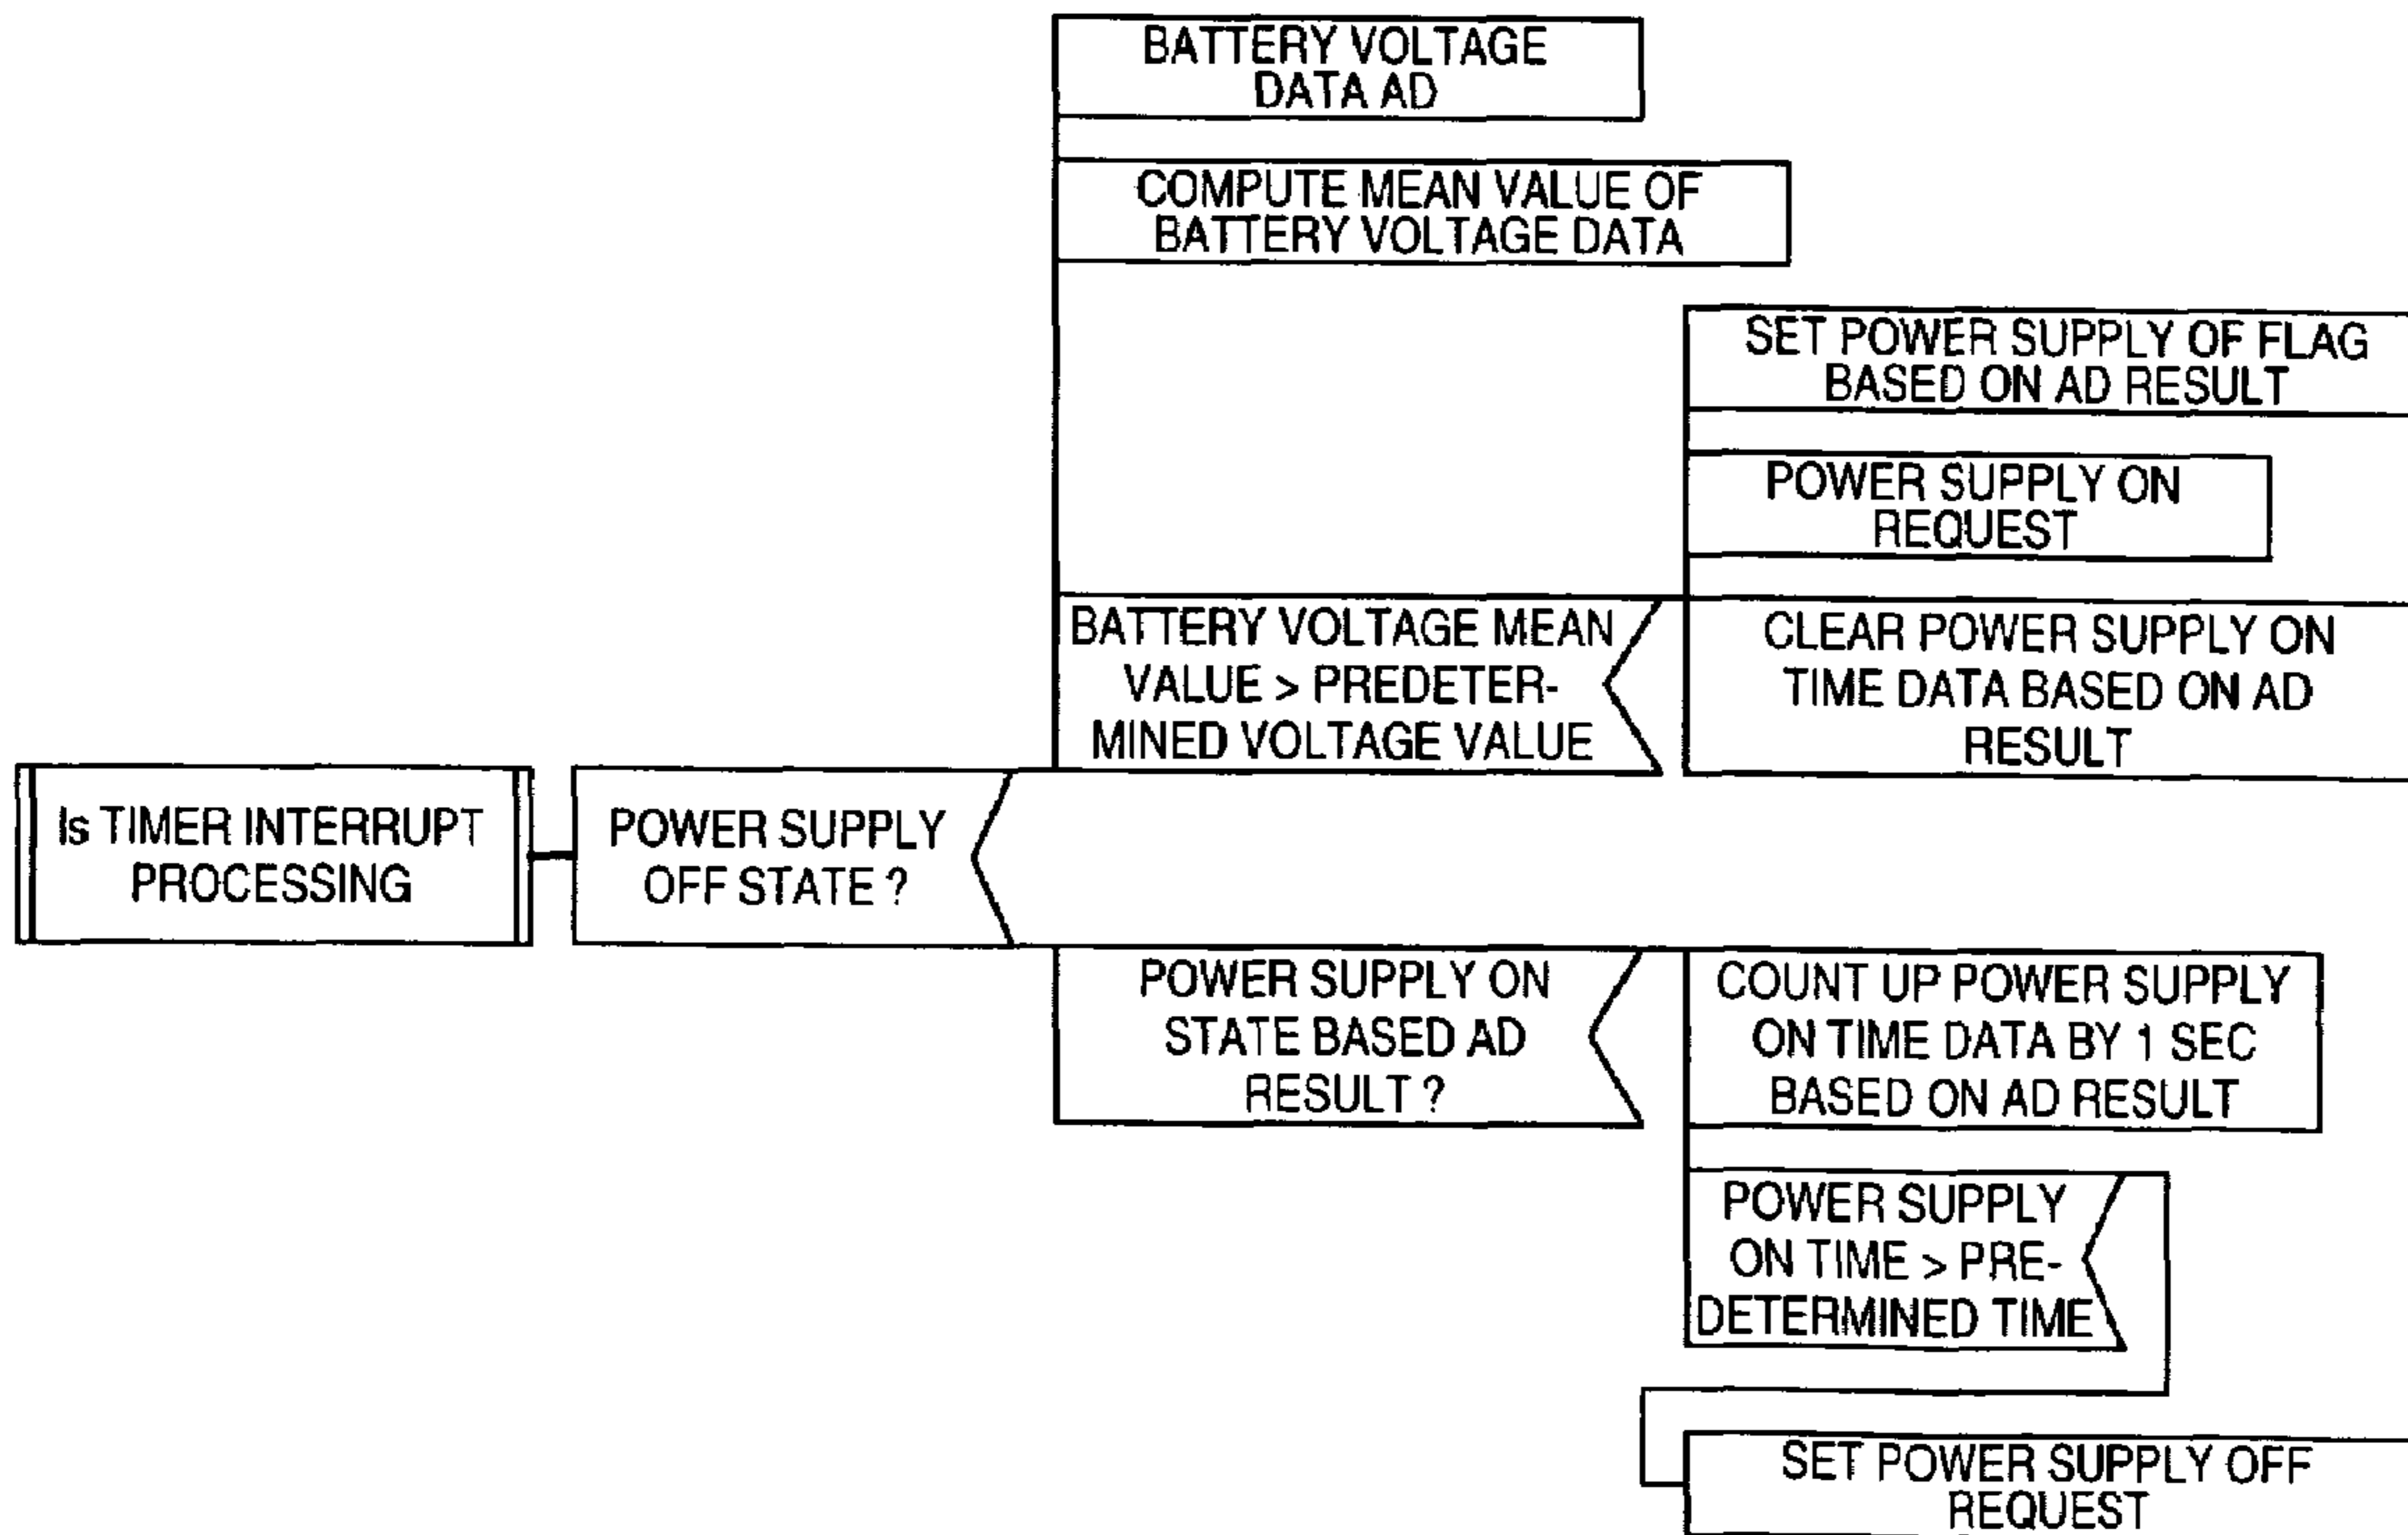 BATTERY VOLTAGE
DATA AD
COMPUTE MEAN VALUE OF
BATTERY VOLTAGE DATA
SET POWER SUPPLY OF FLAG
BASED ON AD RESULT
POWER SUPPLY ON
REQUEST
BATTERY VOLTAGE MEAN
VALUE > PREDETER-
MINED VOLTAGE VALUE
CLEAR POWER SUPPLY ON
TIME DATA BASED ON AD
RESULT
Is TIMER INTERRUPT
PROCESSING
POWER SUPPLY
OFF STATE ?
POWER SUPPLY ON
STATE BASED AD
RESULT ?
COUNT UP POWER SUPPLY
ON TIME DATA BY 1 SEC
BASED ON AD RESULT
POWER SUPPLY
ON TIME > PRE-
DETERMINED TIME
SET POWER SUPPLY OFF
REQUEST